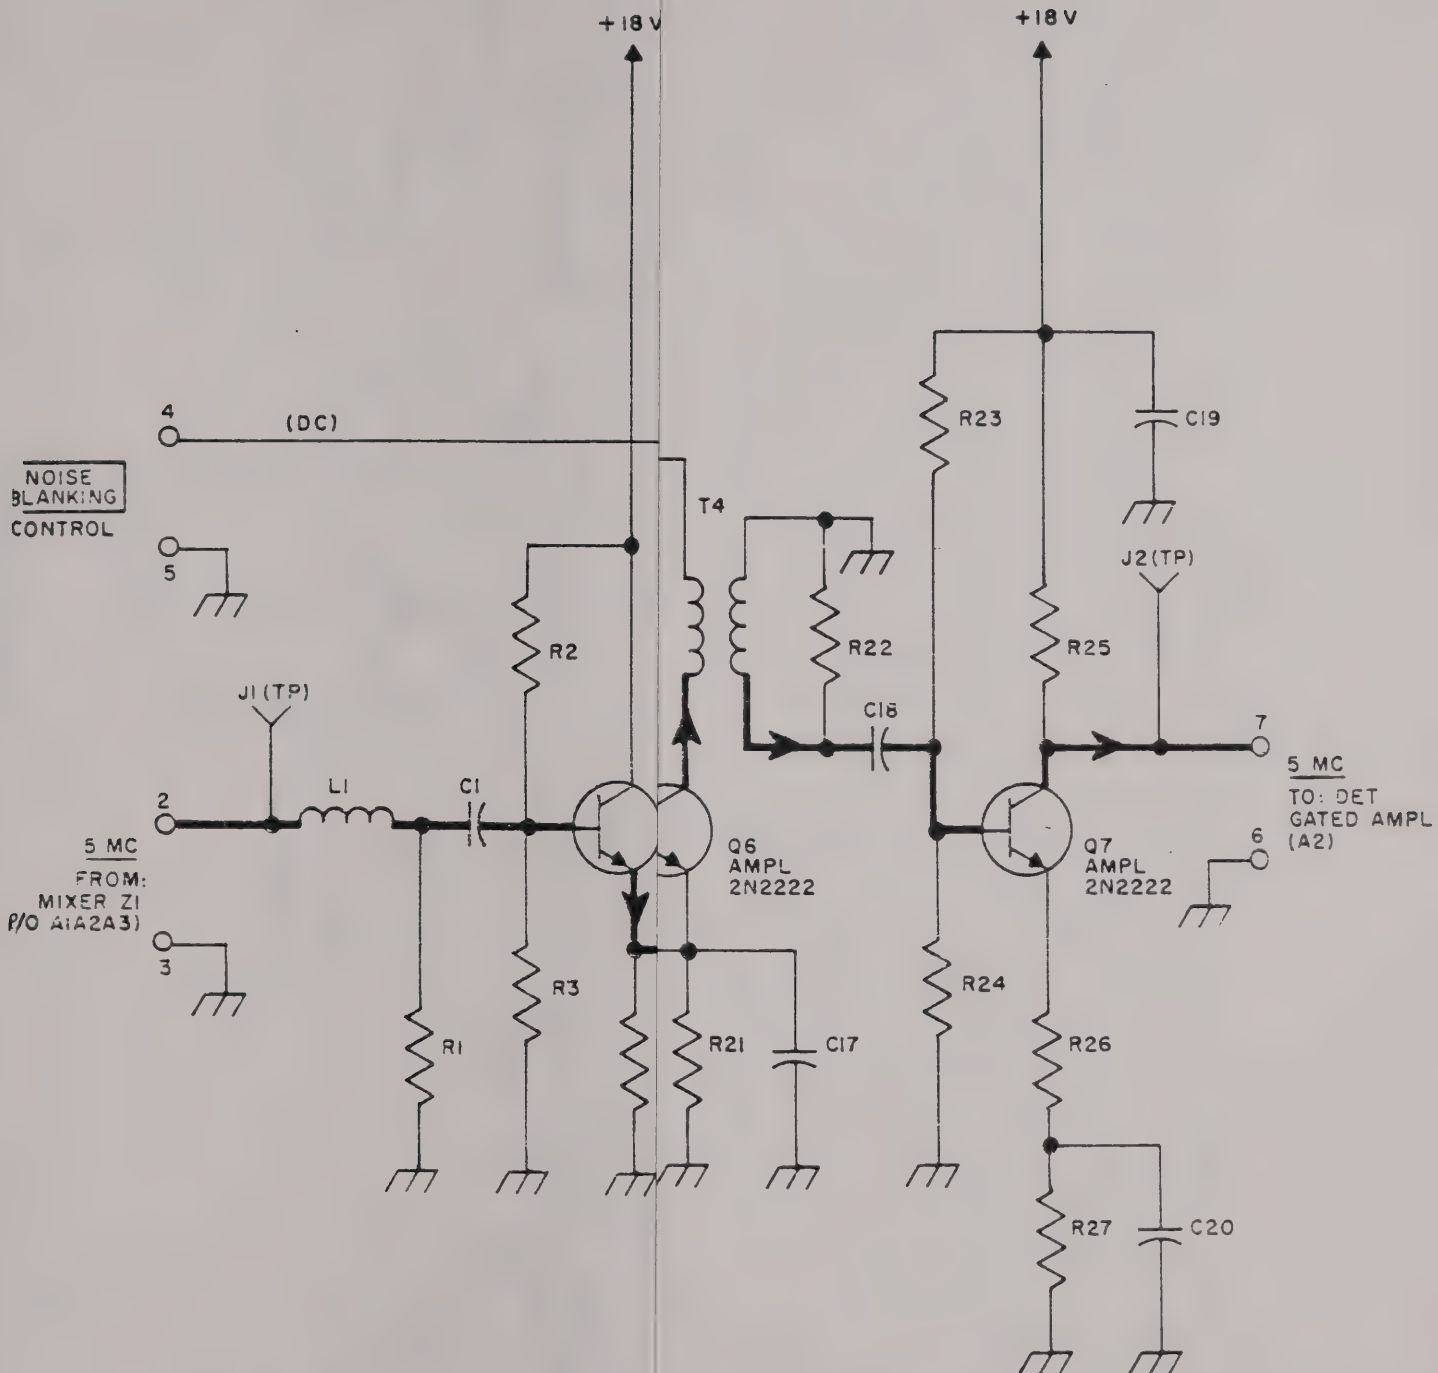 +18 V
+18 V
4
(DC)
NOISE
BLANKING
CONTROL
5
T4
R23
C19
J2(TP)
R2
R22
R25
J1(TP)
C18
7
5 MC
TO: DET
GATED AMPL
(A2)
6
2
L1
C1
5 MC
FROM:
MIXER Z1
P/O A1A2A3)
3
Q6
AMPL
2N2222
Q7
AMPL
2N2222
R3
R24
R1
R21
C17
R26
R27
C20